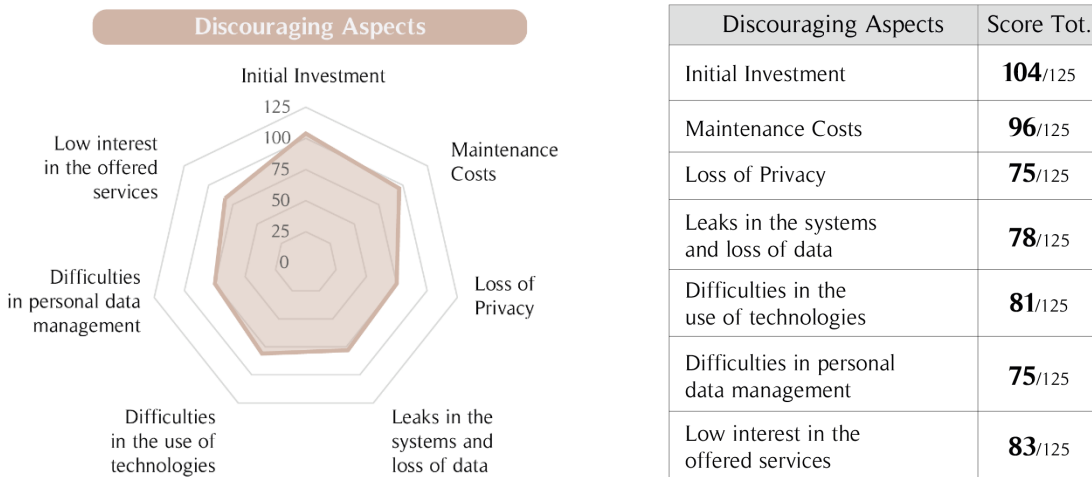 Discouraging Aspects
Initial Investment
125
100
75
50
25
0
Maintenance
Costs
Loss of
Privacy
Leaks in the
systems and
loss of data
Difficulties
in the use of
technologies
Difficulties
in personal data
management
Low interest
in the offered
services
Discouraging Aspects Score Tot.
Initial Investment 104/125
Maintenance Costs 96/125
Loss of Privacy 75/125
Leaks in the systems
and loss of data 78/125
Difficulties in the
use of technologies 81/125
Difficulties in personal
data management 75/125
Low interest in the
offered services 83/125